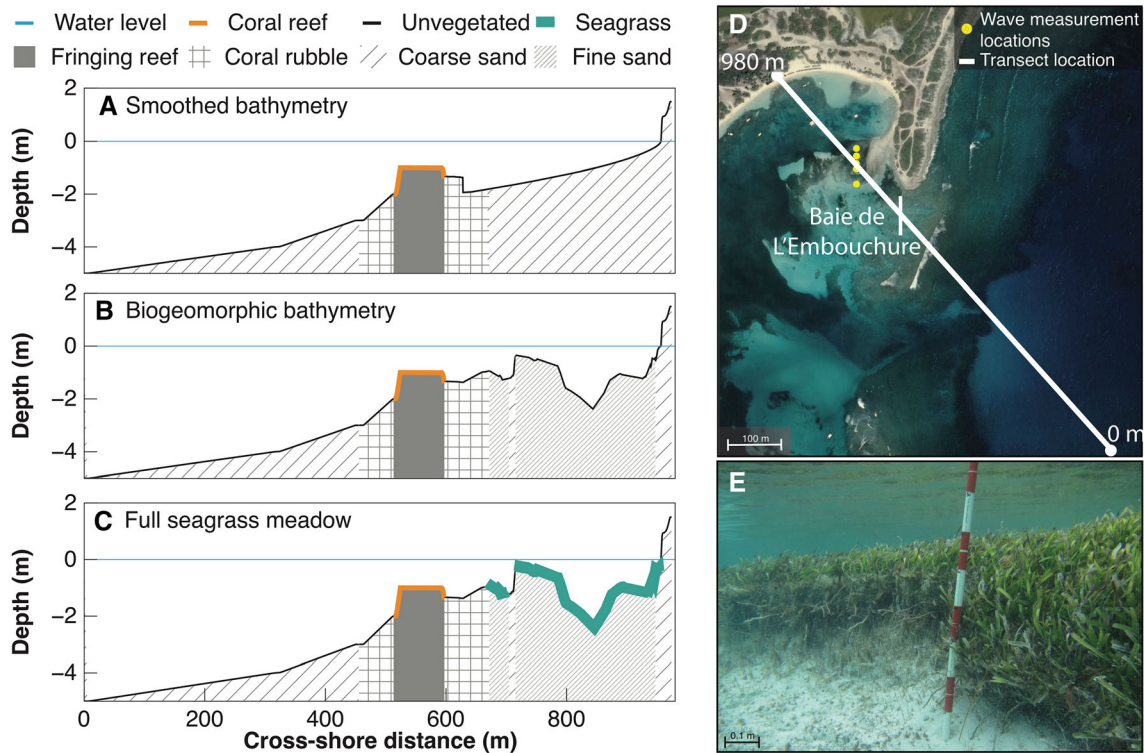 Water level
Coral reef
Unvegetated
Seagrass
Fringing reef
Coral rubble
Coarse sand
Fine sand
A Smoothed bathymetry
2
0
−2
−4
Depth (m)
B Biogeomorphic bathymetry
2
0
−2
−4
Depth (m)
C Full seagrass meadow
2
0
−2
−4
Depth (m)
0
200
400
600
800
Cross-shore distance (m)
D
Wave measurement
locations
Transect location
980 m
Baie de
L'Embouchure
0 m
100 m
E
0.1 m